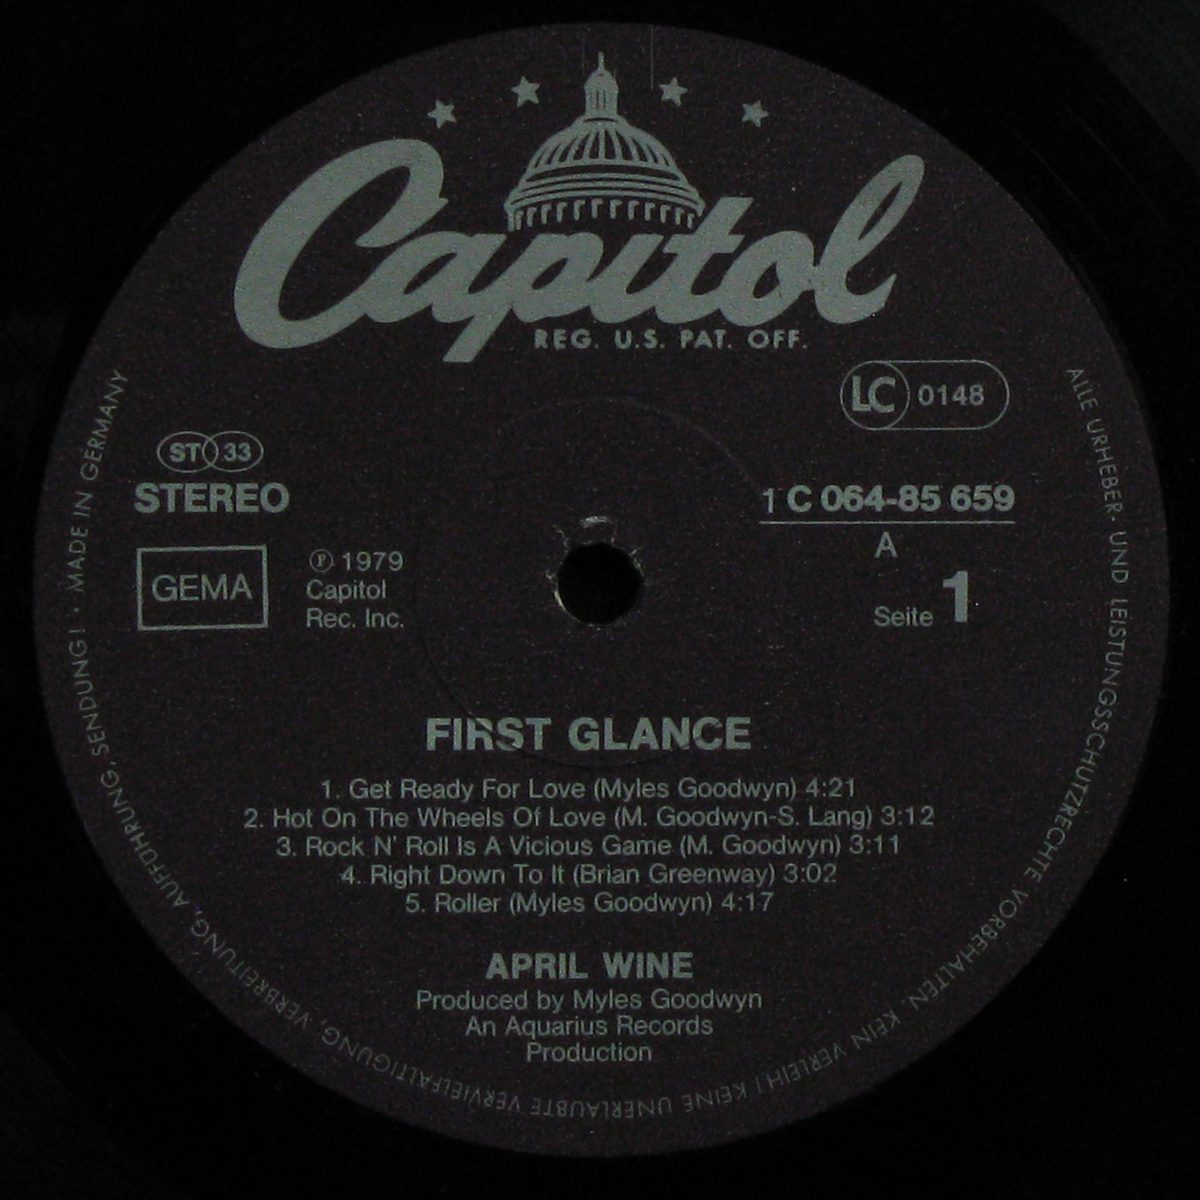 Capitol
REG. U.S. PAT. OFF.
LC 0148
ST 33
STEREO
1 C 064-85 659
A
Seite 1
GEMA
℗ 1979
Capitol
Rec. Inc.
FIRST GLANCE
1. Get Ready For Love (Myles Goodwyn) 4:21
2. Hot On The Wheels Of Love (M. Goodwyn-S. Lang) 3:12
3. Rock N' Roll Is A Vicious Game (M. Goodwyn) 3:11
4. Right Down To It (Brian Greenway) 3:02
5. Roller (Myles Goodwyn) 4:17
APRIL WINE
Produced by Myles Goodwyn
An Aquarius Records
Production
ALLE URHEBER- UND LEISTUNGSSCHUTZRECHTE VORBEHALTEN. KEIN VERLEIH! KEINE UNERLAUBTE VERVIELFÄLTIGUNG, VERBREITUNG, AUFFÜHRUNG, SENDUNG! · MADE IN GERMANY